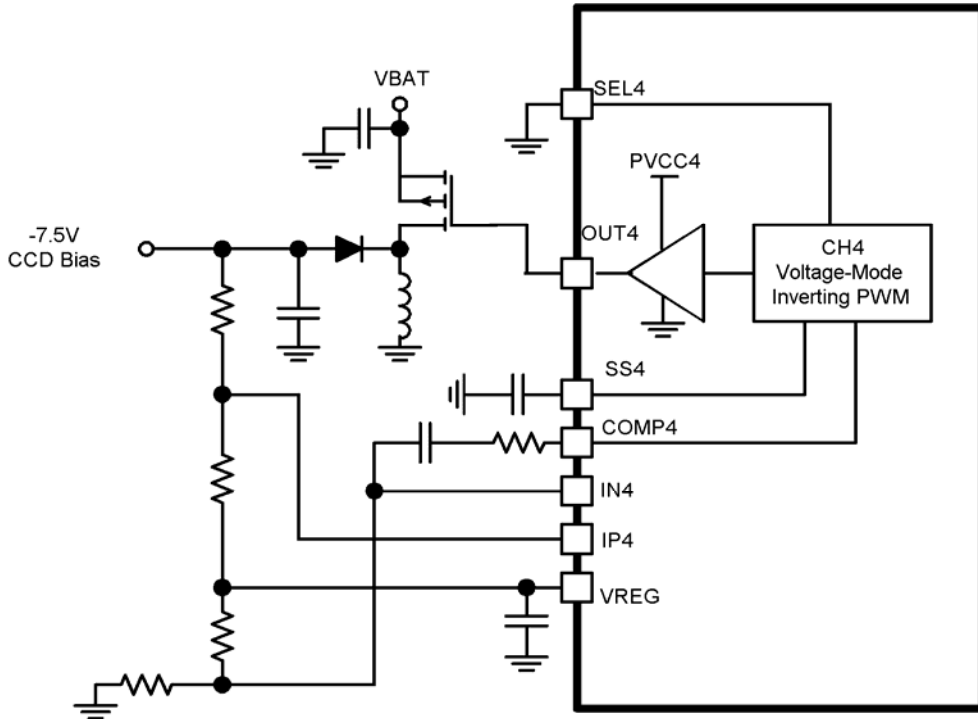 VBAT
SEL4
PVCC4
-7.5V
CCD Bias
OUT4
CH4
Voltage-Mode
Inverting PWM
SS4
COMP4
IN4
IP4
VREG